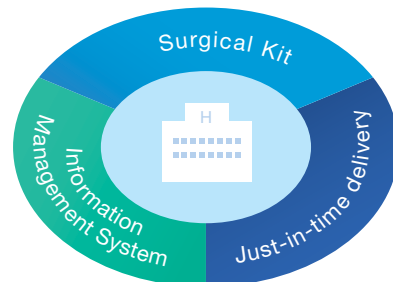 Surgical Kit
H
Just-in-time delivery
Information
Management System